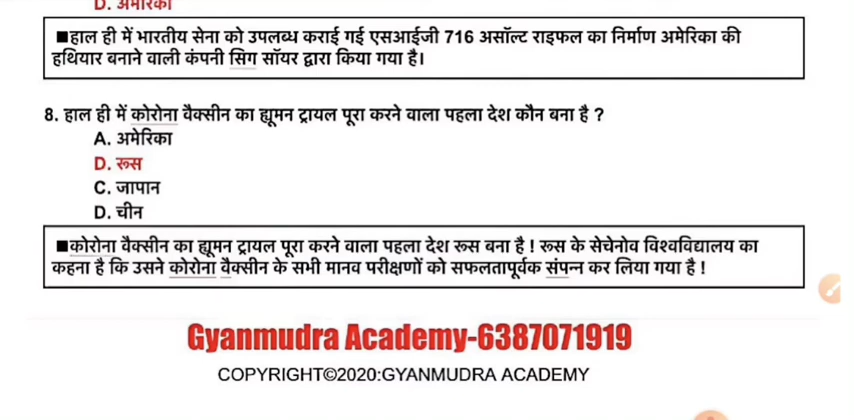 D. अमेरिका
■हाल ही में भारतीय सेना को उपलब्ध कराई गई एसआईजी 716 असॉल्ट राइफल का निर्माण अमेरिका की
हथियार बनाने वाली कंपनी सिग सॉयर द्वारा किया गया है।
8. हाल ही में कोरोना वैक्सीन का ह्यूमन ट्रायल पूरा करने वाला पहला देश कौन बना है ?
A. अमेरिका
D. रूस
C. जापान
D. चीन
■कोरोना वैक्सीन का ह्यूमन ट्रायल पूरा करने वाला पहला देश रूस बना है ! रूस के सेचेनोव विश्वविद्यालय का
कहना है कि उसने कोरोना वैक्सीन के सभी मानव परीक्षणों को सफलतापूर्वक संपन्न कर लिया गया है !
Gyanmudra Academy-6387071919
COPYRIGHT©2020:GYANMUDRA ACADEMY